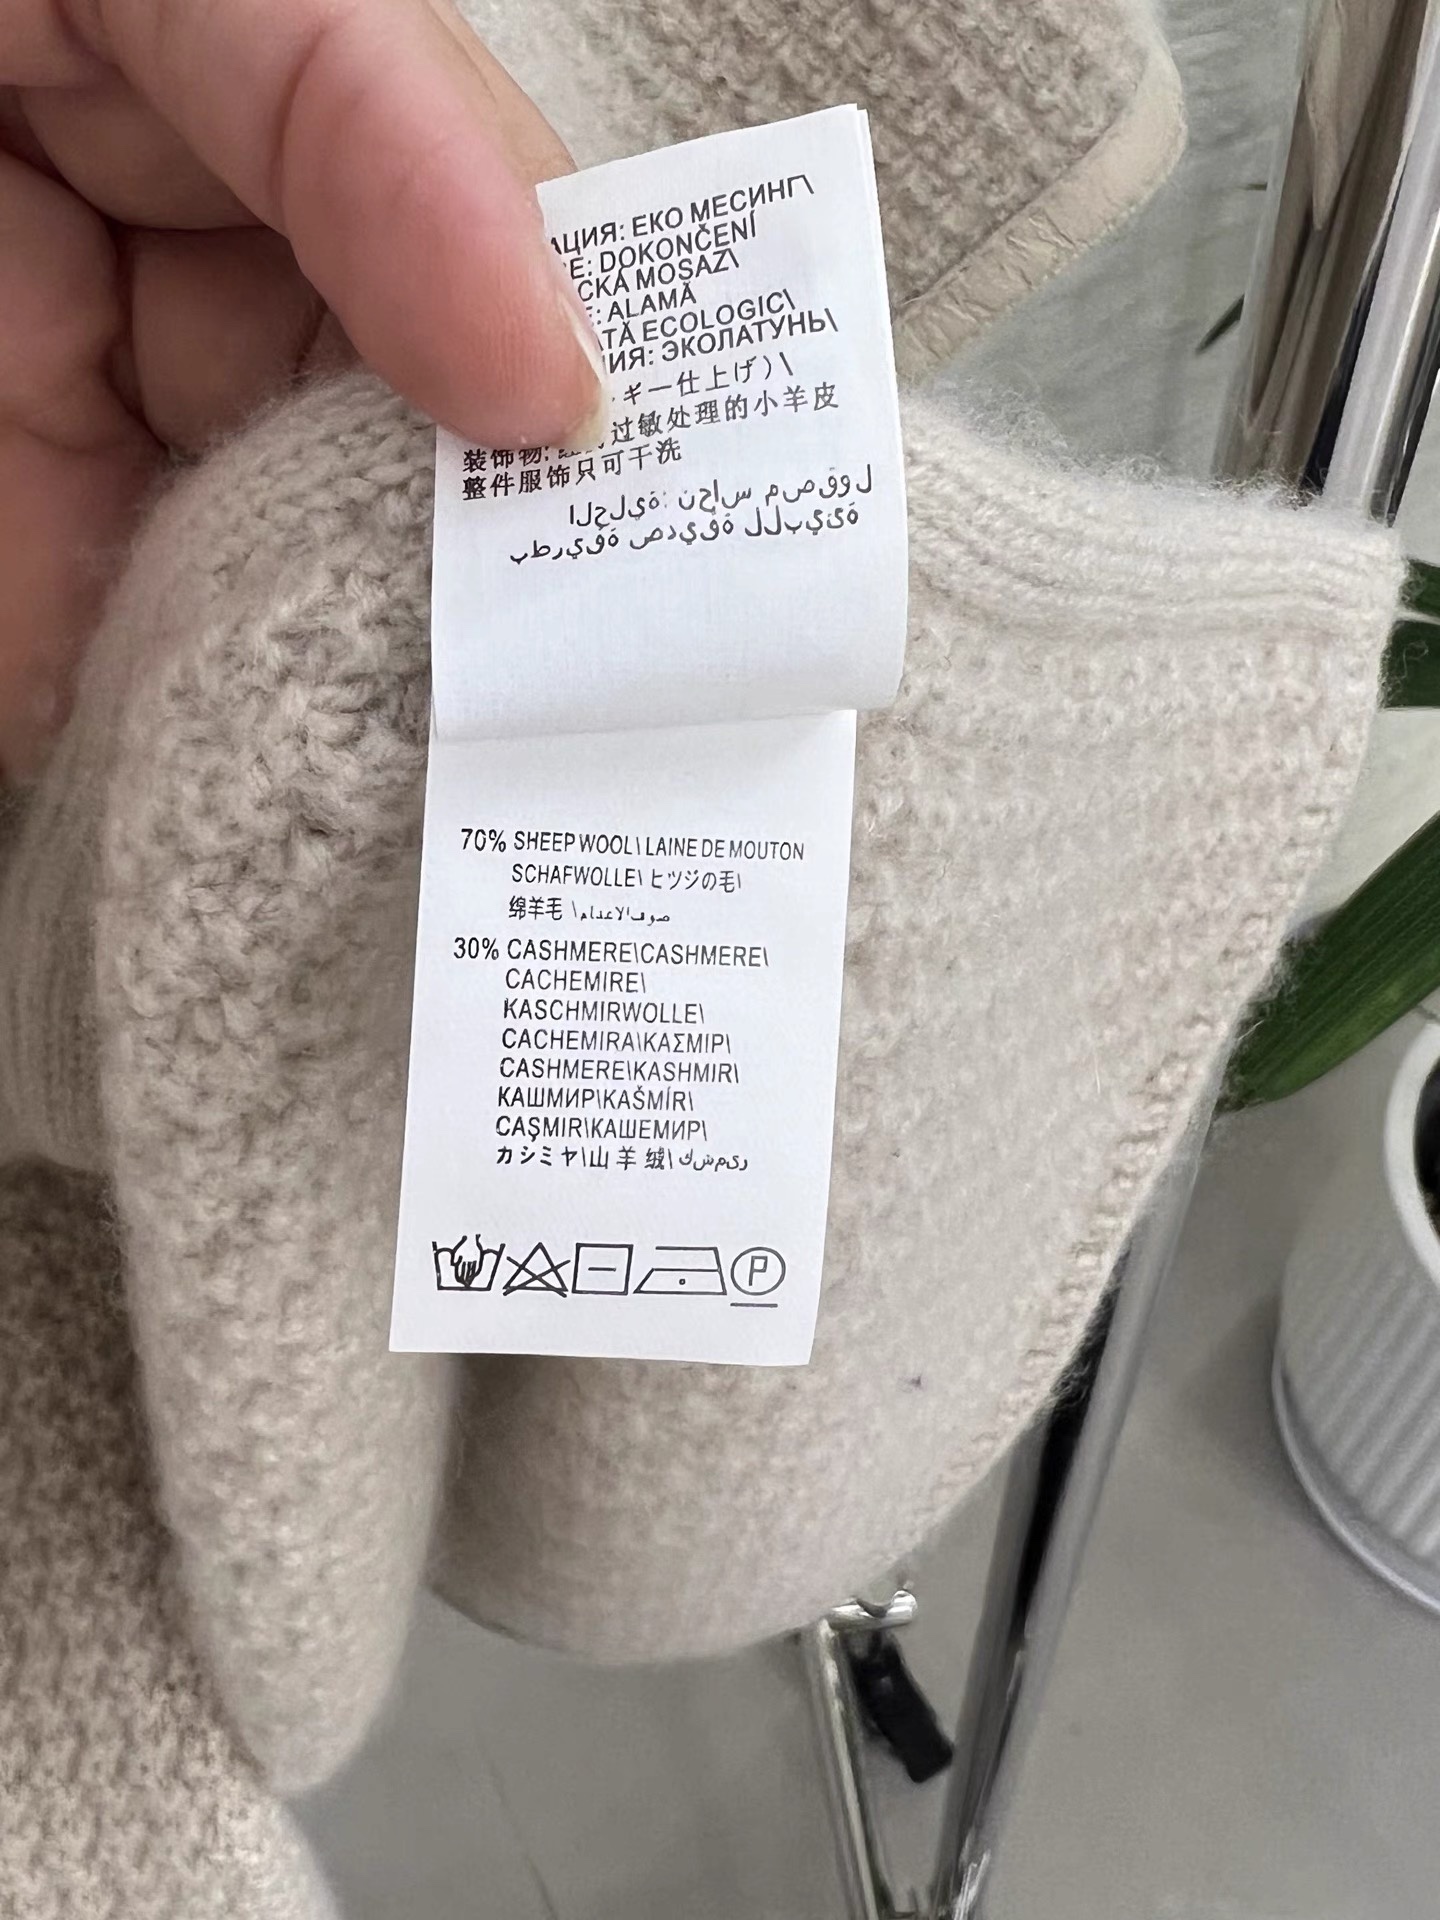 АЦИЯ: ЕКО МЕСИНГ\
E: DOKONČENÍ
CKÁ MOSAZ\
E: ALAMĂ
ATĂ ECOLOGIC\
ИЯ: ЭКОЛАТУНЬ\
ギー仕上げ)\
过敏处理的小羊皮
装饰物:
整件服饰只可干洗
ا ل ح ل ي ة: ن ح ا س م ص ق و ل
ب ط ر ي ق ة ص د ي ق ة ل ل ب ي ئ ة
70% SHEEP WOOL\ LAINE DE MOUTON
SCHAFWOLLE\ ヒツジの毛\
绵羊毛 \ صوف الاعدام
30% CASHMERE\CASHMERE\
CACHEMIRE\
KASCHMIRWOLLE\
CACHEMIRA\ΚΑΣΜΙΡ\
CASHMERE\KASHMIR\
КАШМИР\KAŠMÍR\
CAŞMIR\КАШЕМИР\
カシミヤ\山羊绒\ ر ي م ش ك
P